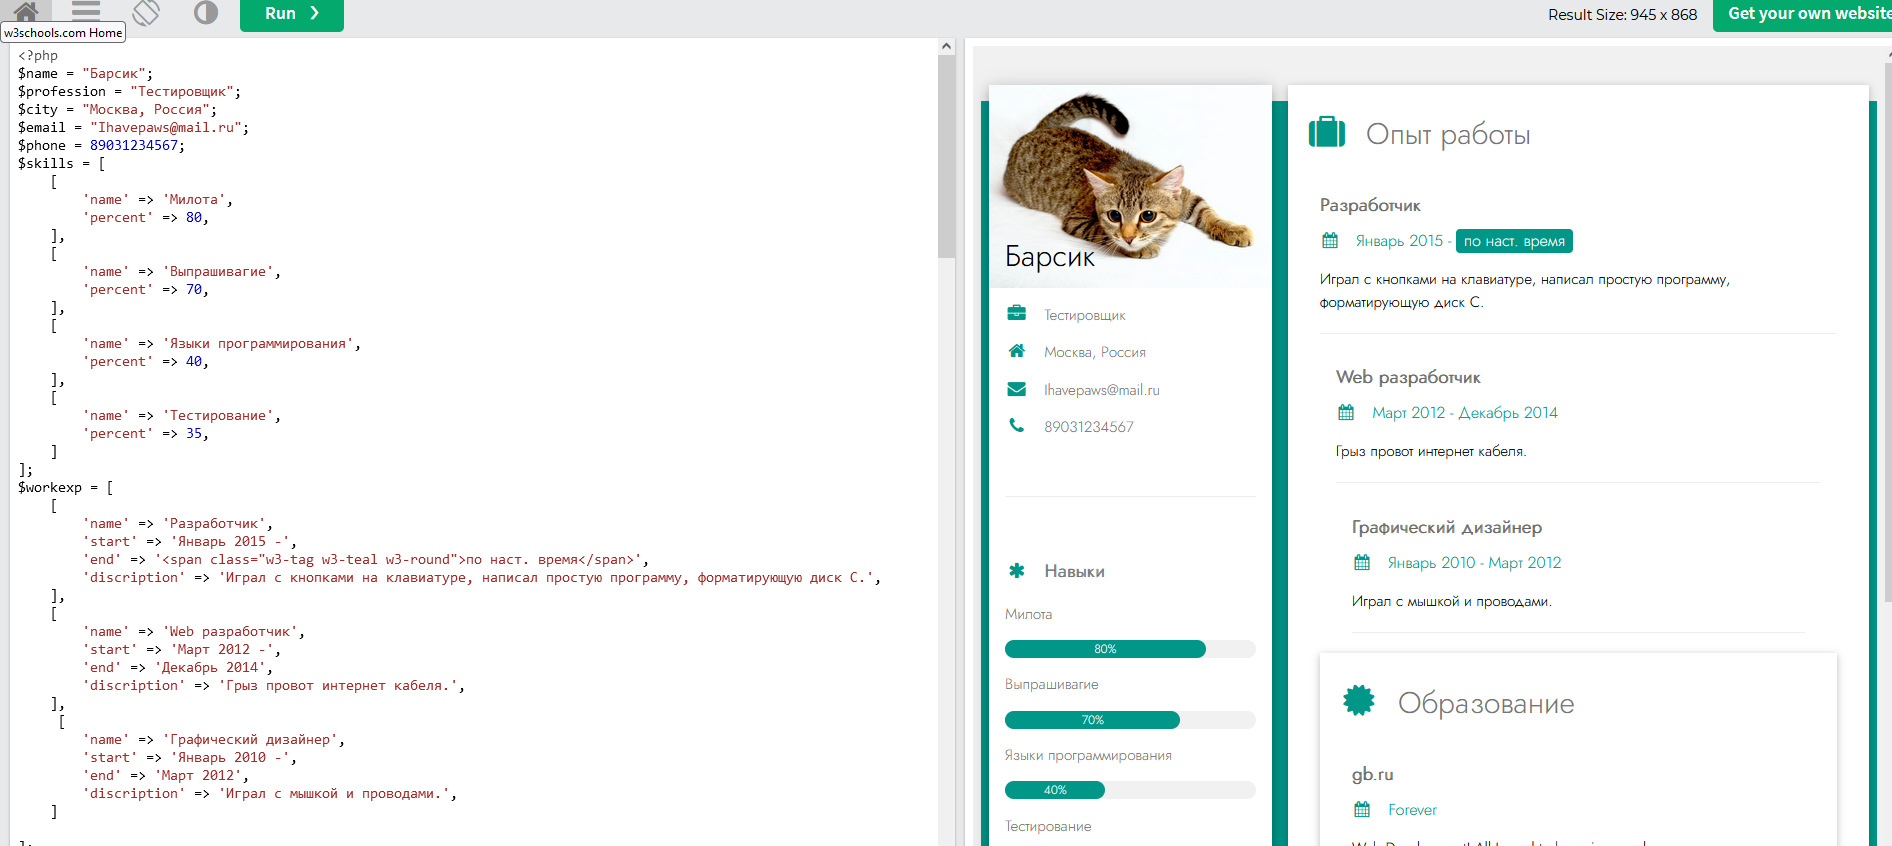 Run ❯
Result Size: 945 x 868
Get your own website
w3schools.com Home
<?php
$name = "Барсик";
$profession = "Тестировщик";
$city = "Москва, Россия";
$email = "Ihavepaws@mail.ru";
$phone = 89031234567;
$skills = [
    [
        'name' => 'Милота',
        'percent' => 80,
    ],
    [
        'name' => 'Выпрашивагие',
        'percent' => 70,
    ],
    [
        'name' => 'Языки программирования',
        'percent' => 40,
    ],
    [
        'name' => 'Тестирование',
        'percent' => 35,
    ]
];
$workexp = [
    [
        'name' => 'Разработчик',
        'start' => 'Январь 2015 -',
        'end' => '<span class="w3-tag w3-teal w3-round">по наст. время</span>',
        'discription' => 'Играл с кнопками на клавиатуре, написал простую программу, форматирующую диск С.',
    ],
    [
        'name' => 'Web разработчик',
        'start' => 'Март 2012 -',
        'end' => 'Декабрь 2014',
        'discription' => 'Грыз провот интернет кабеля.',
    ],
     [
        'name' => 'Графический дизайнер',
        'start' => 'Январь 2010 -',
        'end' => 'Март 2012',
        'discription' => 'Играл с мышкой и проводами.',
    ]
];
Барсик
Тестировщик
Москва, Россия
Ihavepaws@mail.ru
89031234567
Навыки
Милота
80%
Выпрашивагие
70%
Языки программирования
40%
Тестирование
Опыт работы
Разработчик
Январь 2015 - по наст. время
Играл с кнопками на клавиатуре, написал простую программу,
форматирующую диск С.
Web разработчик
Март 2012 - Декабрь 2014
Грыз провот интернет кабеля.
Графический дизайнер
Январь 2010 - Март 2012
Играл с мышкой и проводами.
Образование
gb.ru
Forever